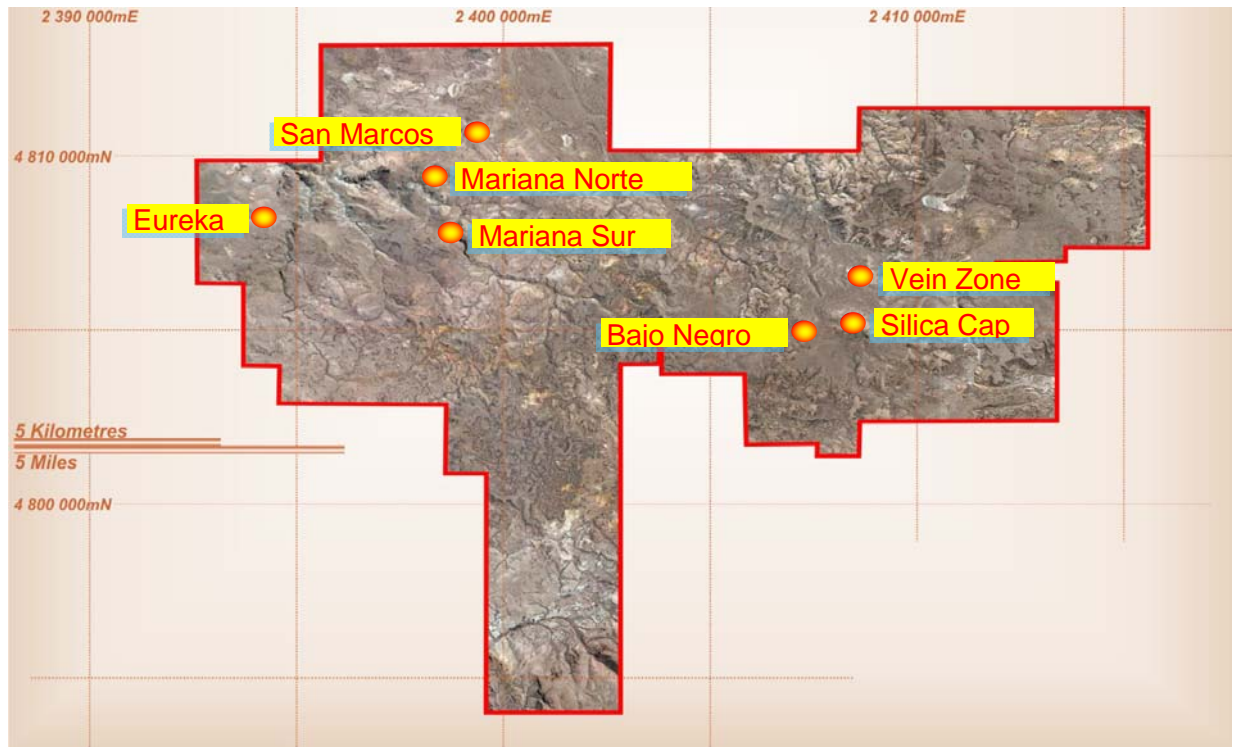 2 390 000mE
2 400 000mE
2 410 000mE
San Marcos
4 810 000mN
Mariana Norte
Eureka
Mariana Sur
Vein Zone
Silica Cap
Bajo Negro
5 Kilometres
5 Miles
4 800 000mN